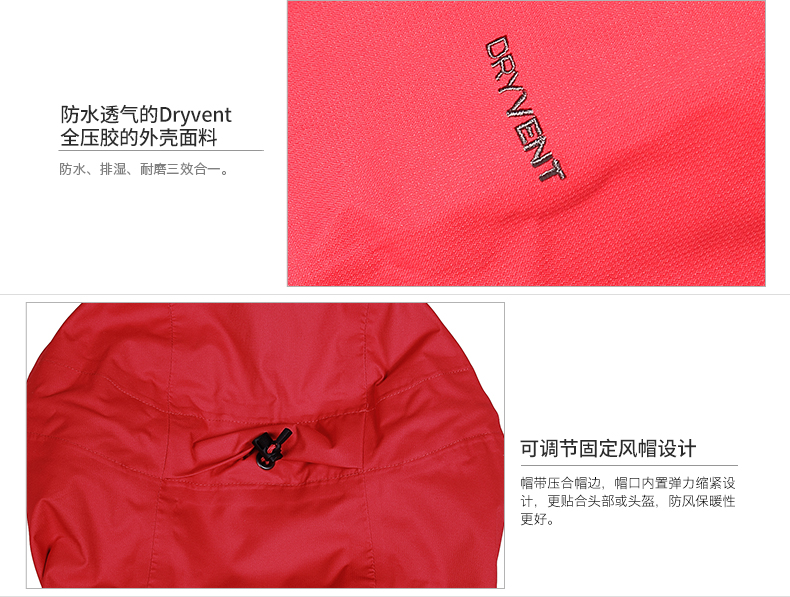 防水透气的Dryvent
全压胶的外壳面料
防水、排湿、耐磨三效合一。
DRYVENT
可调节固定风帽设计
帽带压合帽边，帽口内置弹力缩紧设
计，更贴合头部或头盔，防风保暖性
更好。